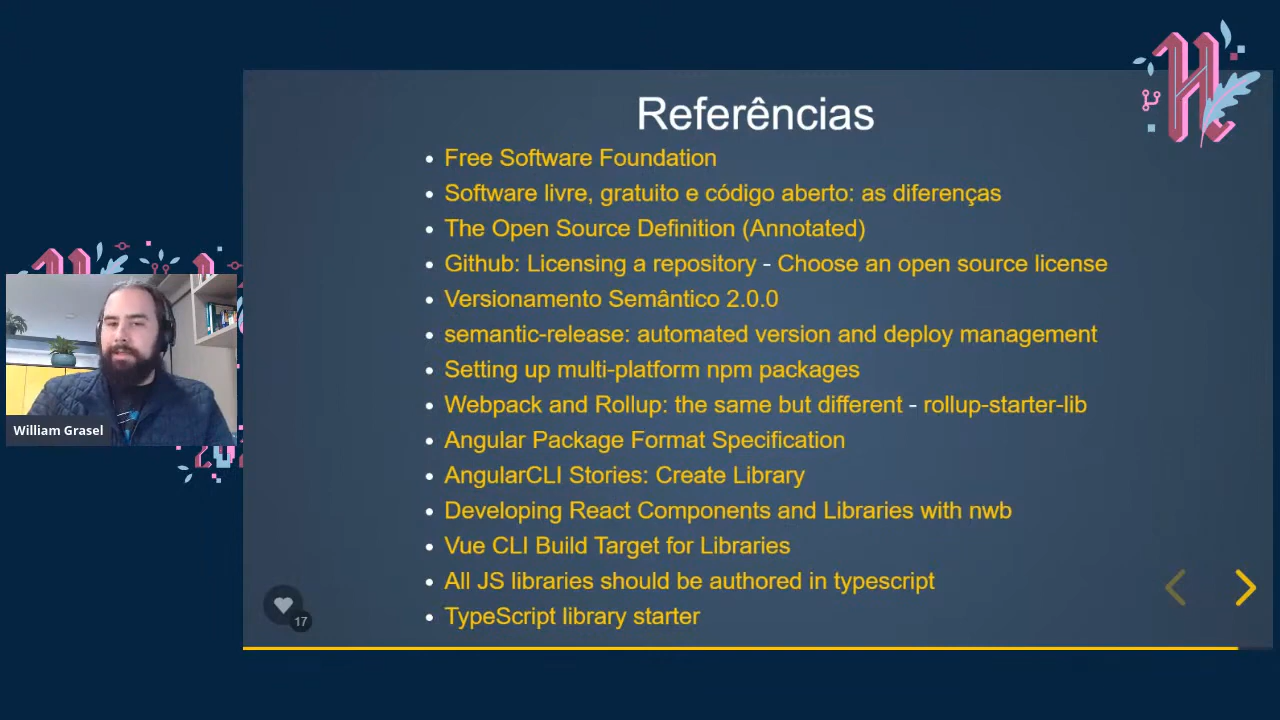 Referências
Free Software Foundation
Software livre, gratuito e código aberto: as diferenças
The Open Source Definition (Annotated)
Github: Licensing a repository - Choose an open source license
Versionamento Semântico 2.0.0
semantic-release: automated version and deploy management
Setting up multi-platform npm packages
Webpack and Rollup: the same but different - rollup-starter-lib
Angular Package Format Specification
AngularCLI Stories: Create Library
Developing React Components and Libraries with nwb
Vue CLI Build Target for Libraries
All JS libraries should be authored in typescript
TypeScript library starter
17
William Grasel
H